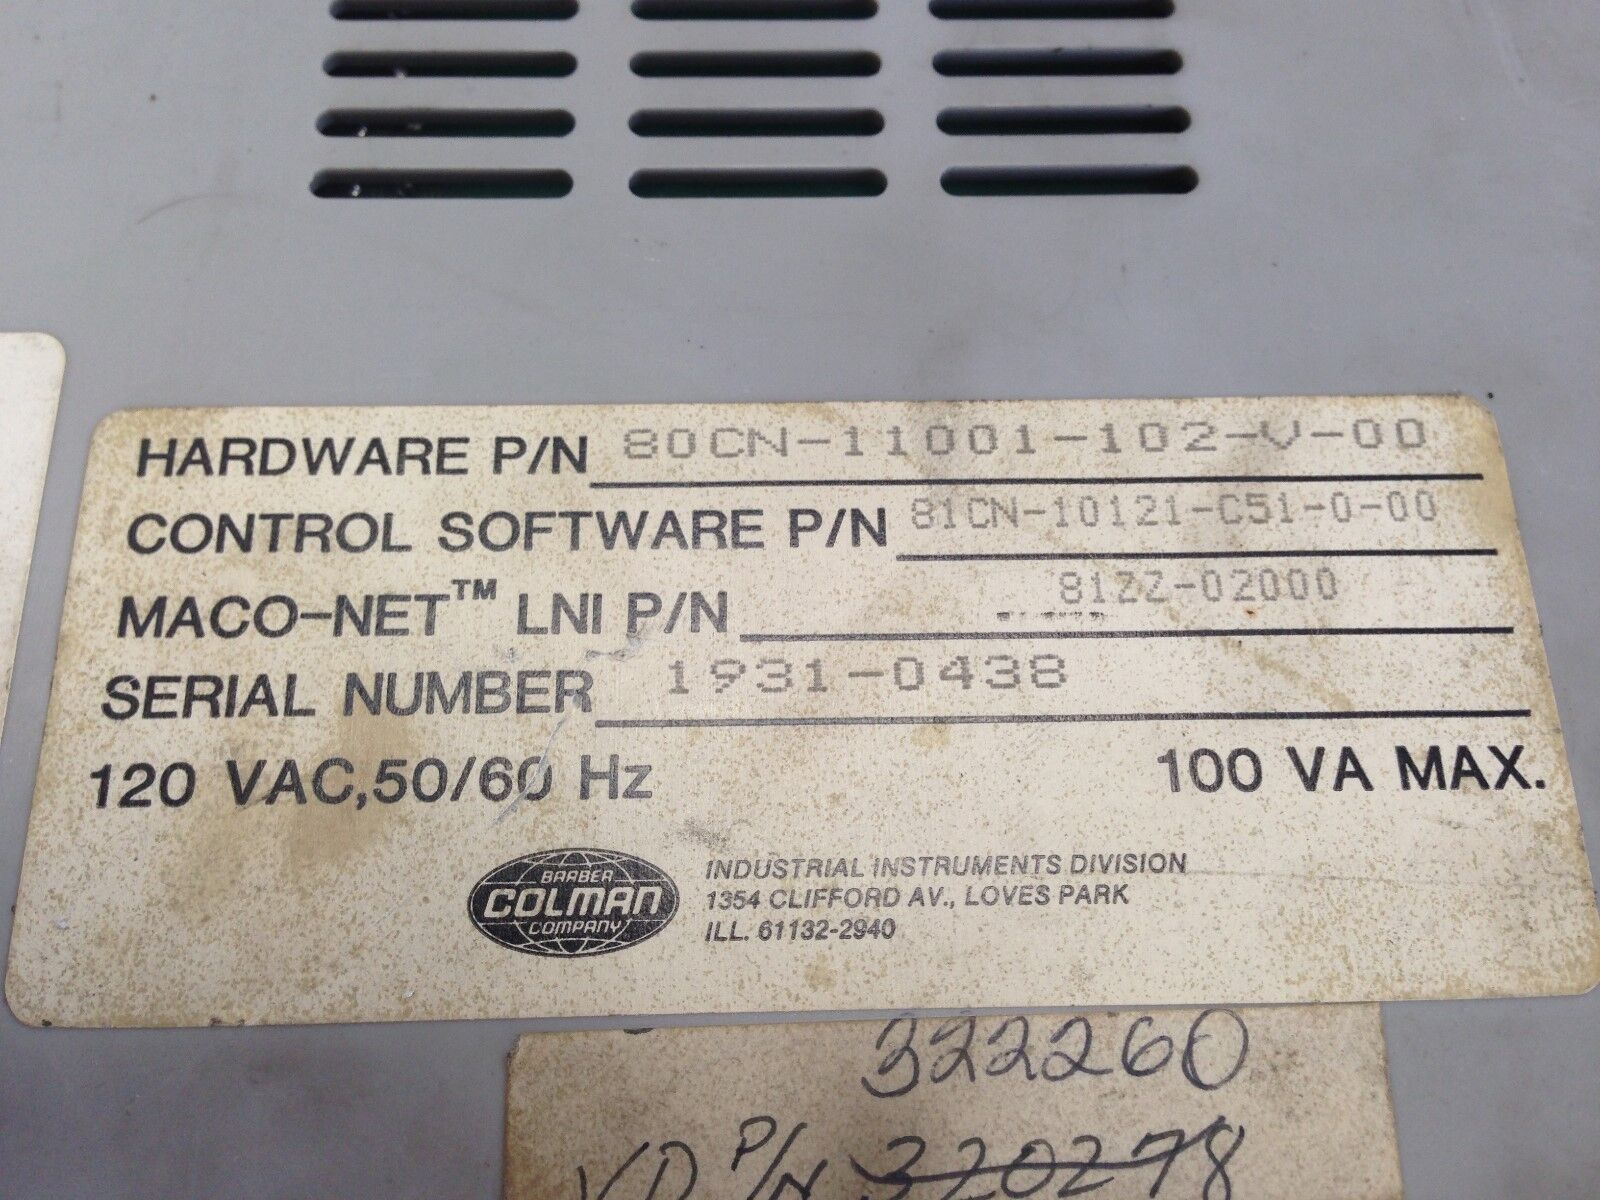 HARDWARE P/N 80CN-11001-102-V-00
CONTROL SOFTWARE P/N 81CN-10121-C51-0-00
MACO-NET™ LNI P/N 81ZZ-02000
SERIAL NUMBER 1931-0438
120 VAC,50/60 Hz 100 VA MAX.
BARBER
COLMAN
COMPANY
INDUSTRIAL INSTRUMENTS DIVISION
1354 CLIFFORD AV., LOVES PARK
ILL. 61132-2940
322260
VD P/N 320278